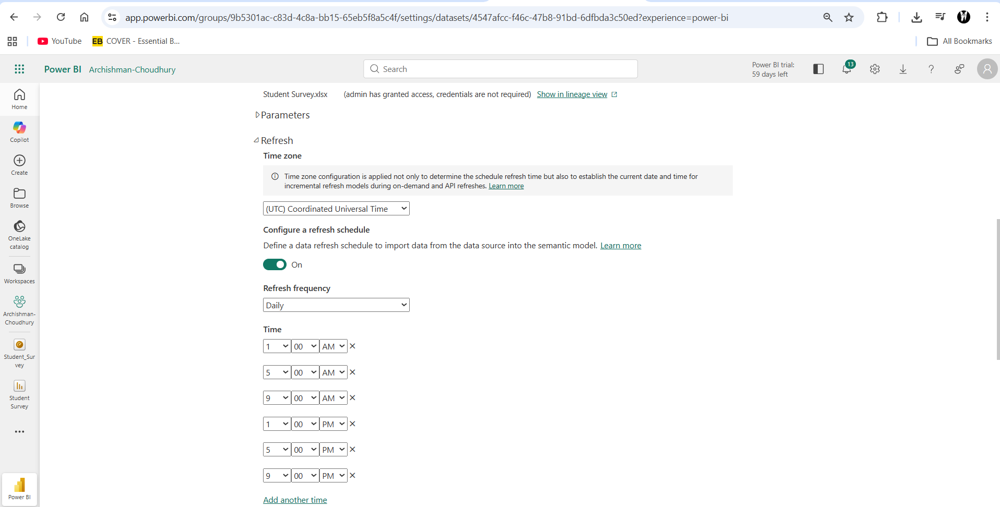 app.powerbi.com/groups/9b5301ac-c83d-4c8a-bb15-65eb5f8a5c4f/settings/datasets/4547afcc-f46c-47b8-91bd-6dfbda3c50ed?experience=power-bi
YouTube
EB COVER - Essential B...
All Bookmarks
Power BI Archishman-Choudhury
Search
Power BI trial:
59 days left
13
Home
Copilot
Create
Browse
OneLake
catalog
Workspaces
Archishman-
Choudhury
Student_Sur
vey
Student
Survey
Power BI
Student Survey.xlsx (admin has granted access, credentials are not required) Show in lineage view
Parameters
Refresh
Time zone
Time zone configuration is applied not only to determine the schedule refresh time but also to establish the current date and time for
incremental refresh models during on-demand and API refreshes. Learn more
(UTC) Coordinated Universal Time
Configure a refresh schedule
Define a data refresh schedule to import data from the data source into the semantic model. Learn more
On
Refresh frequency
Daily
Time
1 00 AM
5 00 AM
9 00 AM
1 00 PM
5 00 PM
9 00 PM
Add another time